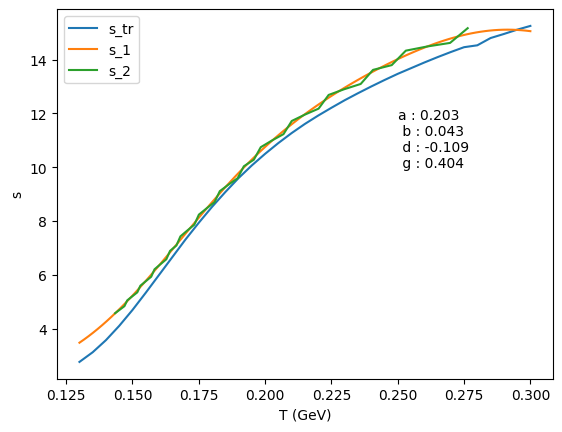 s_tr
s_1
s_2
14
12
10
8
6
4
s
a : 0.203
b : 0.043
d : -0.109
g : 0.404
0.125 0.150 0.175 0.200 0.225 0.250 0.275 0.300
T (GeV)